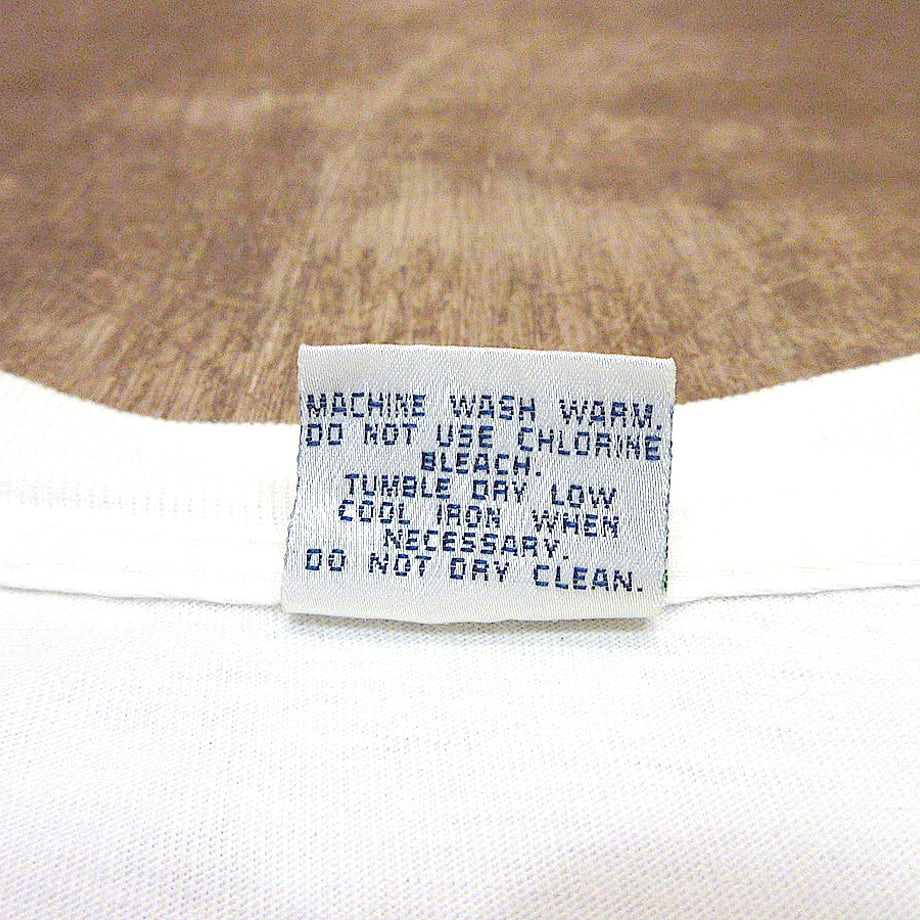 MACHINE WASH WARM.
DO NOT USE CHLORINE
BLEACH.
TUMBLE DRY LOW
COOL IRON WHEN
NECESSARY.
DO NOT DRY CLEAN.